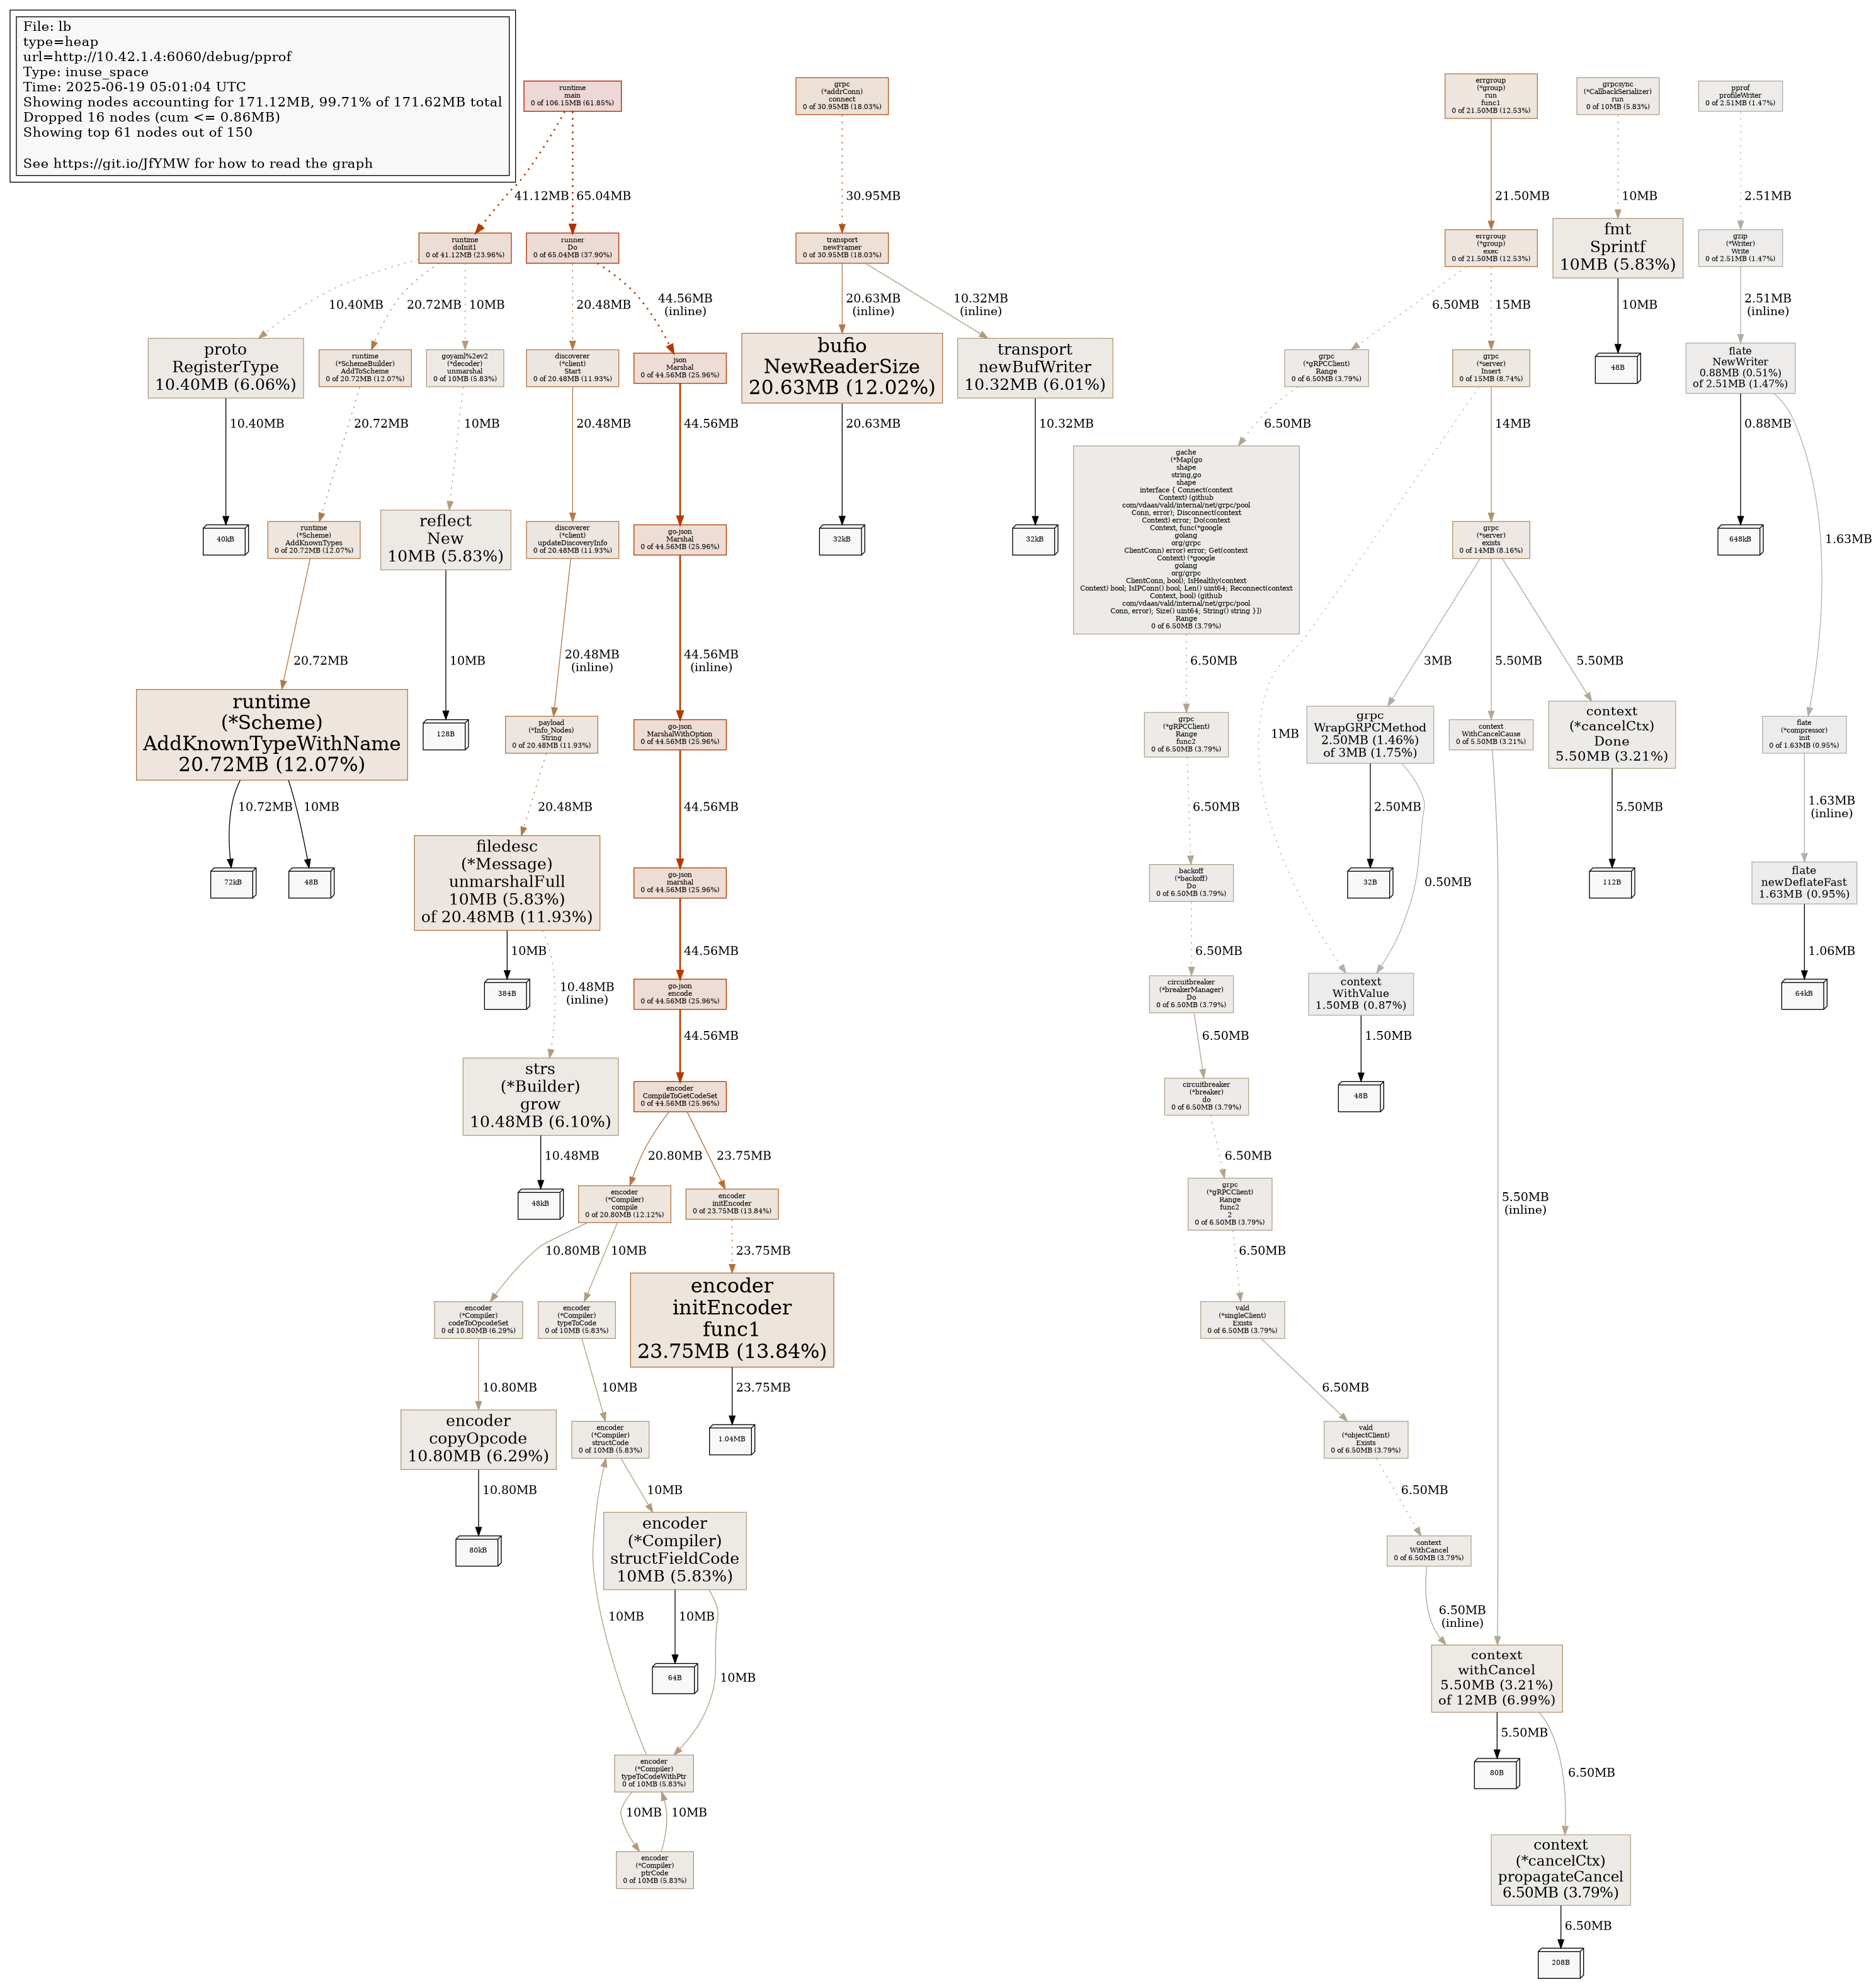 File: lb
type=heap
url=http://10.42.1.4:6060/debug/pprof
Type: inuse_space
Time: 2025-06-19 05:01:04 UTC
Showing nodes accounting for 171.12MB, 99.71% of 171.62MB total
Dropped 16 nodes (cum <= 0.86MB)
Showing top 61 nodes out of 150
See https://git.io/JfYMW for how to read the graph
runtime
main
0 of 106.15MB (61.85%)
grpc
(*addrConn)
connect
0 of 30.95MB (18.03%)
errgroup
(*group)
run
func1
0 of 21.50MB (12.53%)
grpcsync
(*CallbackSerializer)
run
0 of 10MB (5.83%)
pprof
profileWriter
0 of 2.51MB (1.47%)
41.12MB
65.04MB
30.95MB
21.50MB
10MB
2.51MB
runtime
doInit1
0 of 41.12MB (23.96%)
runner
Do
0 of 65.04MB (37.90%)
transport
newFramer
0 of 30.95MB (18.03%)
errgroup
(*group)
exec
0 of 21.50MB (12.53%)
fmt
Sprintf
10MB (5.83%)
gzip
(*Writer)
Write
0 of 2.51MB (1.47%)
10.40MB
20.72MB
10MB
20.48MB
44.56MB
(inline)
20.63MB
(inline)
10.32MB
(inline)
6.50MB
15MB
10MB
2.51MB
(inline)
proto
RegisterType
10.40MB (6.06%)
runtime
(*SchemeBuilder)
AddToScheme
0 of 20.72MB (12.07%)
goyaml%2ev2
(*decoder)
unmarshal
0 of 10MB (5.83%)
discoverer
(*client)
Start
0 of 20.48MB (11.93%)
json
Marshal
0 of 44.56MB (25.96%)
bufio
NewReaderSize
20.63MB (12.02%)
transport
newBufWriter
10.32MB (6.01%)
grpc
(*gRPCClient)
Range
0 of 6.50MB (3.79%)
grpc
(*server)
Insert
0 of 15MB (8.74%)
48B
flate
NewWriter
0.88MB (0.51%)
of 2.51MB (1.47%)
10.40MB
20.72MB
10MB
20.48MB
44.56MB
20.63MB
10.32MB
6.50MB
14MB
0.88MB
1.63MB
40kB
runtime
(*Scheme)
AddKnownTypes
0 of 20.72MB (12.07%)
reflect
New
10MB (5.83%)
discoverer
(*client)
updateDiscoveryInfo
0 of 20.48MB (11.93%)
go-json
Marshal
0 of 44.56MB (25.96%)
32kB
32kB
gache
(*Map[go
shape
string,go
shape
interface { Connect(context
Context) (github
com/vdaas/vald/internal/net/grpc/pool
Conn, error); Disconnect(context
Context) error; Do(context
Context, func(*google
golang
org/grpc
ClientConn) error) error; Get(context
Context) (*google
golang
org/grpc
ClientConn, bool); IsHealthy(context
Context) bool; IsIPConn() bool; Len() uint64; Reconnect(context
Context, bool) (github
com/vdaas/vald/internal/net/grpc/pool
Conn, error); Size() uint64; String() string }])
Range
0 of 6.50MB (3.79%)
grpc
(*server)
exists
0 of 14MB (8.16%)
648kB
20.72MB
10MB
20.48MB
(inline)
44.56MB
(inline)
6.50MB
1MB
3MB
5.50MB
5.50MB
runtime
(*Scheme)
AddKnownTypeWithName
20.72MB (12.07%)
128B
payload
(*Info_Nodes)
String
0 of 20.48MB (11.93%)
go-json
MarshalWithOption
0 of 44.56MB (25.96%)
grpc
(*gRPCClient)
Range
func2
0 of 6.50MB (3.79%)
grpc
WrapGRPCMethod
2.50MB (1.46%)
of 3MB (1.75%)
context
WithCancelCause
0 of 5.50MB (3.21%)
context
(*cancelCtx)
Done
5.50MB (3.21%)
flate
(*compressor)
init
0 of 1.63MB (0.95%)
10.72MB
10MB
20.48MB
44.56MB
6.50MB
2.50MB
0.50MB
5.50MB
1.63MB
(inline)
72kB
48B
filedesc
(*Message)
unmarshalFull
10MB (5.83%)
of 20.48MB (11.93%)
go-json
marshal
0 of 44.56MB (25.96%)
backoff
(*backoff)
Do
0 of 6.50MB (3.79%)
32B
112B
flate
newDeflateFast
1.63MB (0.95%)
10MB
10.48MB
(inline)
44.56MB
6.50MB
1.06MB
384B
go-json
encode
0 of 44.56MB (25.96%)
circuitbreaker
(*breakerManager)
Do
0 of 6.50MB (3.79%)
context
WithValue
1.50MB (0.87%)
64kB
44.56MB
6.50MB
1.50MB
strs
(*Builder)
grow
10.48MB (6.10%)
encoder
CompileToGetCodeSet
0 of 44.56MB (25.96%)
circuitbreaker
(*breaker)
do
0 of 6.50MB (3.79%)
48B
10.48MB
20.80MB
23.75MB
6.50MB
48kB
encoder
(*Compiler)
compile
0 of 20.80MB (12.12%)
encoder
initEncoder
0 of 23.75MB (13.84%)
grpc
(*gRPCClient)
Range
func2
2
0 of 6.50MB (3.79%)
5.50MB
(inline)
10.80MB
10MB
23.75MB
6.50MB
encoder
(*Compiler)
codeToOpcodeSet
0 of 10.80MB (6.29%)
encoder
(*Compiler)
typeToCode
0 of 10MB (5.83%)
encoder
initEncoder
func1
23.75MB (13.84%)
vald
(*singleClient)
Exists
0 of 6.50MB (3.79%)
10.80MB
10MB
23.75MB
6.50MB
encoder
copyOpcode
10.80MB (6.29%)
encoder
(*Compiler)
structCode
0 of 10MB (5.83%)
1.04MB
vald
(*objectClient)
Exists
0 of 6.50MB (3.79%)
10.80MB
10MB
6.50MB
80kB
encoder
(*Compiler)
structFieldCode
10MB (5.83%)
context
WithCancel
0 of 6.50MB (3.79%)
10MB
10MB
10MB
6.50MB
(inline)
64B
context
withCancel
5.50MB (3.21%)
of 12MB (6.99%)
5.50MB
6.50MB
encoder
(*Compiler)
typeToCodeWithPtr
0 of 10MB (5.83%)
80B
10MB
10MB
encoder
(*Compiler)
ptrCode
0 of 10MB (5.83%)
context
(*cancelCtx)
propagateCancel
6.50MB (3.79%)
6.50MB
208B